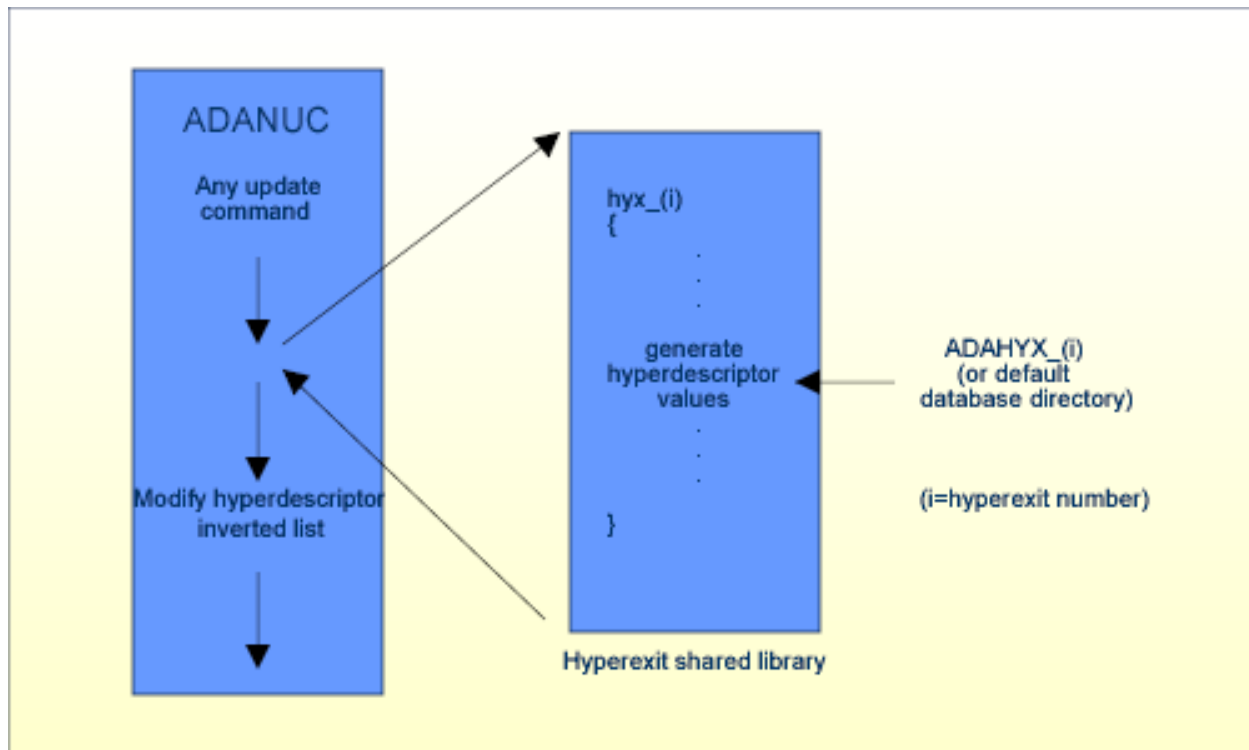 ADANUC
Any update
command
Modify hyperdescriptor
inverted list
hyx_(i)
{
.
.
.
generate
hyperdescriptor
values
.
.
.
}
Hyperexit shared library
ADAHYX_(i)
(or default
database directory)
(i=hyperexit number)